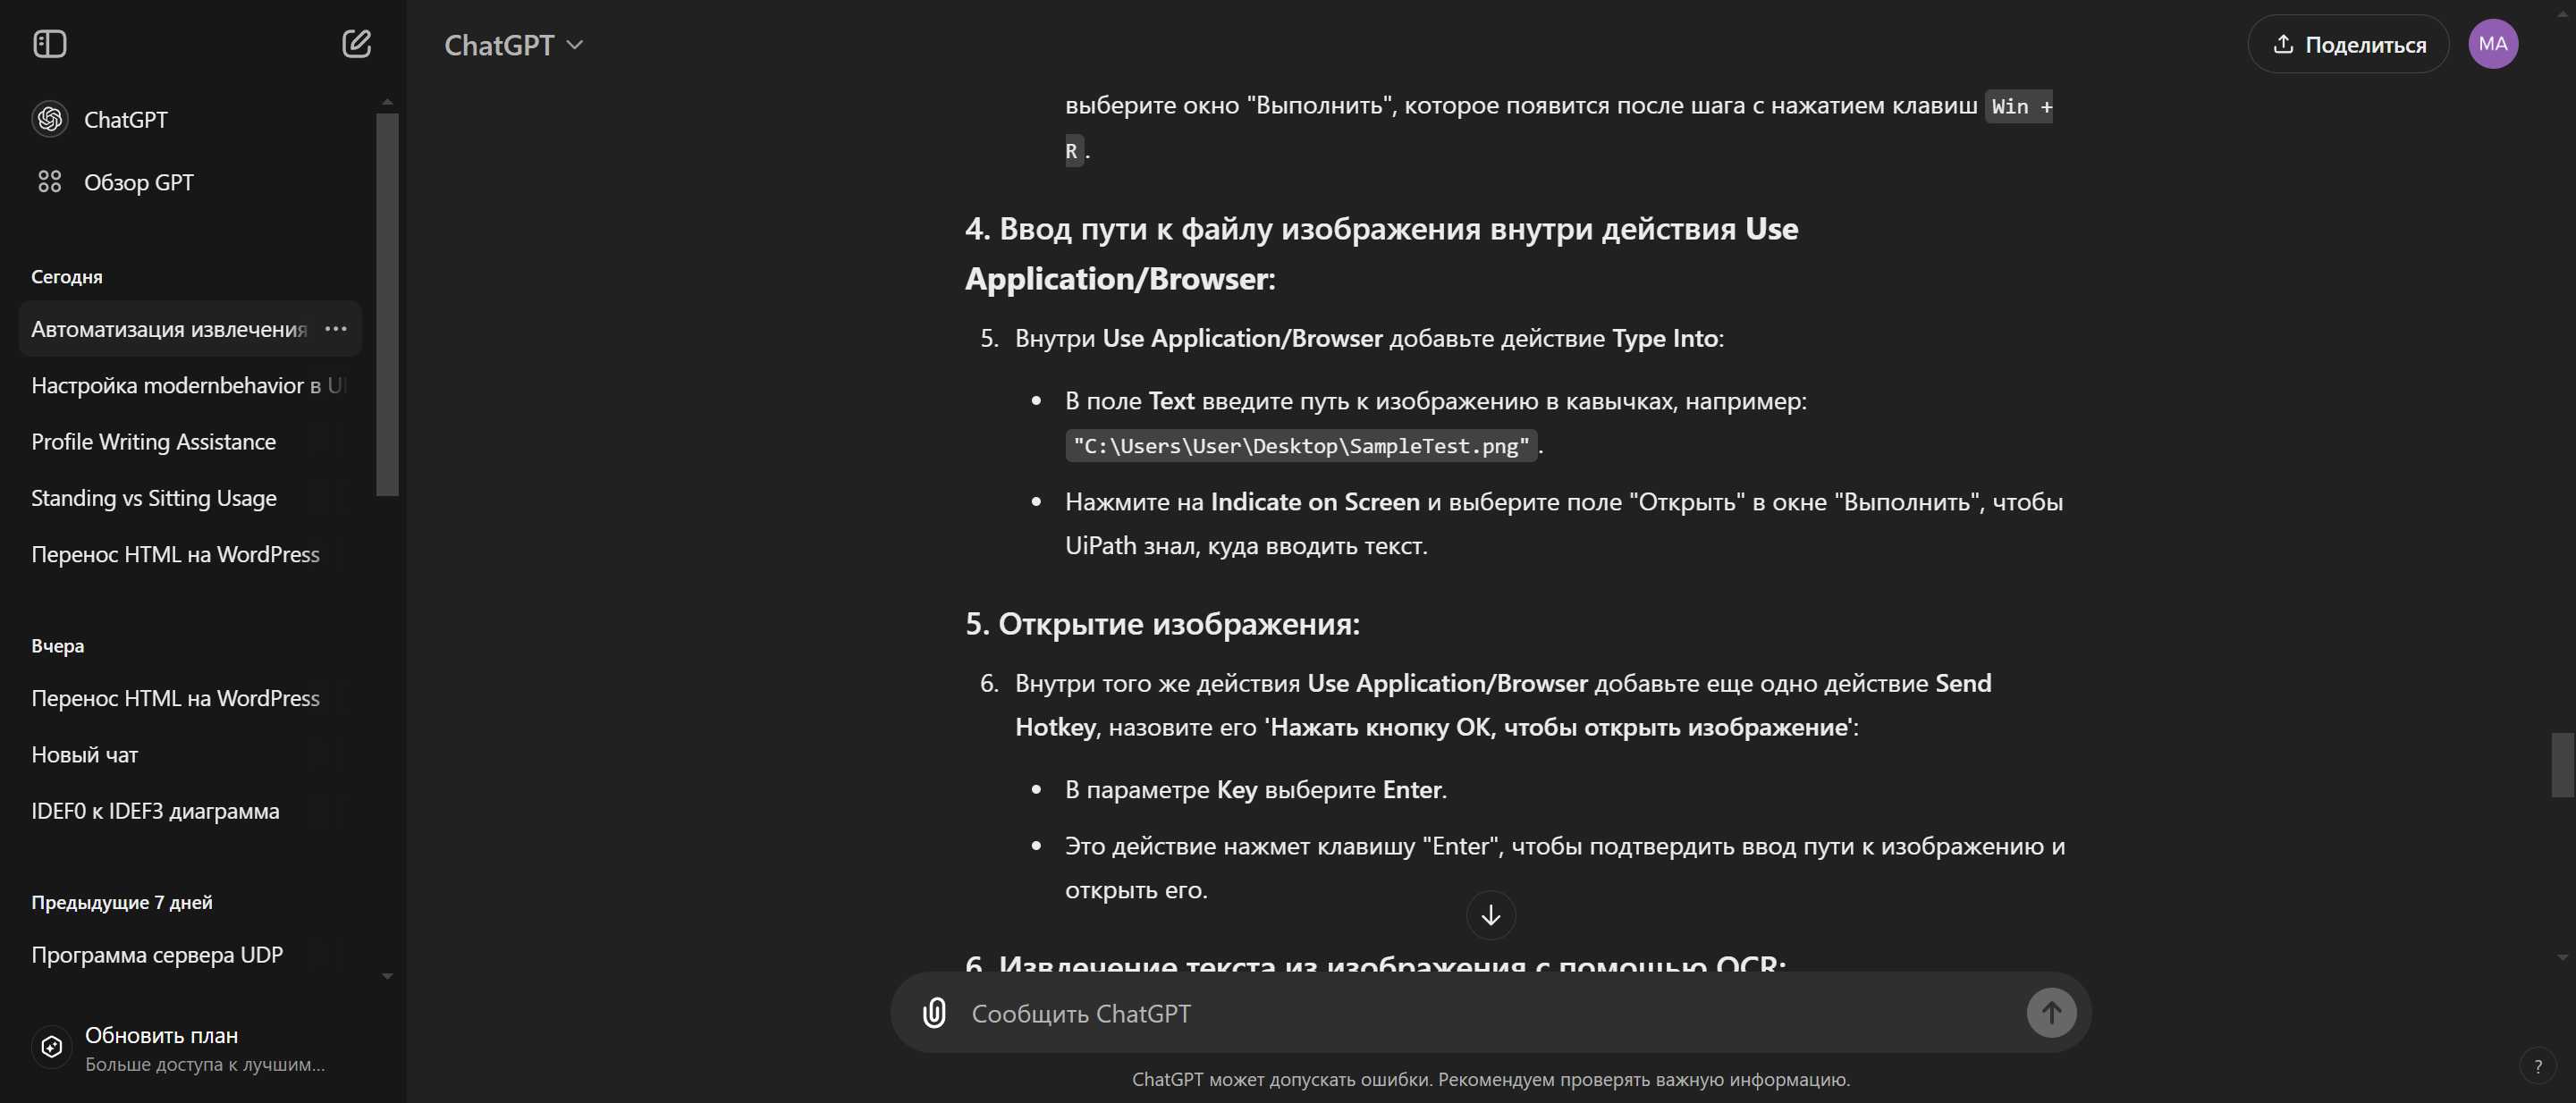 ChatGPT
Обзор GPT
Сегодня
Автоматизация извлечения
Настройка modernbehavior в UI
Profile Writing Assistance
Standing vs Sitting Usage
Перенос HTML на WordPress
Вчера
Перенос HTML на WordPress
Новый чат
IDEF0 к IDEF3 диаграмма
Предыдущие 7 дней
Программа сервера UDP
Обновить план
Больше доступа к лучшим...
ChatGPT
Поделиться
MA
выберите окно "Выполнить", которое появится после шага с нажатием клавиш Win +
R.
4. Ввод пути к файлу изображения внутри действия Use
Application/Browser:
5. Внутри Use Application/Browser добавьте действие Type Into:
• В поле Text введите путь к изображению в кавычках, например:
"C:\Users\User\Desktop\SampleTest.png".
• Нажмите на Indicate on Screen и выберите поле "Открыть" в окне "Выполнить", чтобы
UiPath знал, куда вводить текст.
5. Открытие изображения:
6. Внутри того же действия Use Application/Browser добавьте еще одно действие Send
Hotkey, назовите его 'Нажать кнопку ОК, чтобы открыть изображение':
• В параметре Key выберите Enter.
• Это действие нажмет клавишу "Enter", чтобы подтвердить ввод пути к изображению и
открыть его.
6. Извлечение текста из изображения с помощью OCR:
Сообщить ChatGPT
ChatGPT может допускать ошибки. Рекомендуем проверять важную информацию.
?